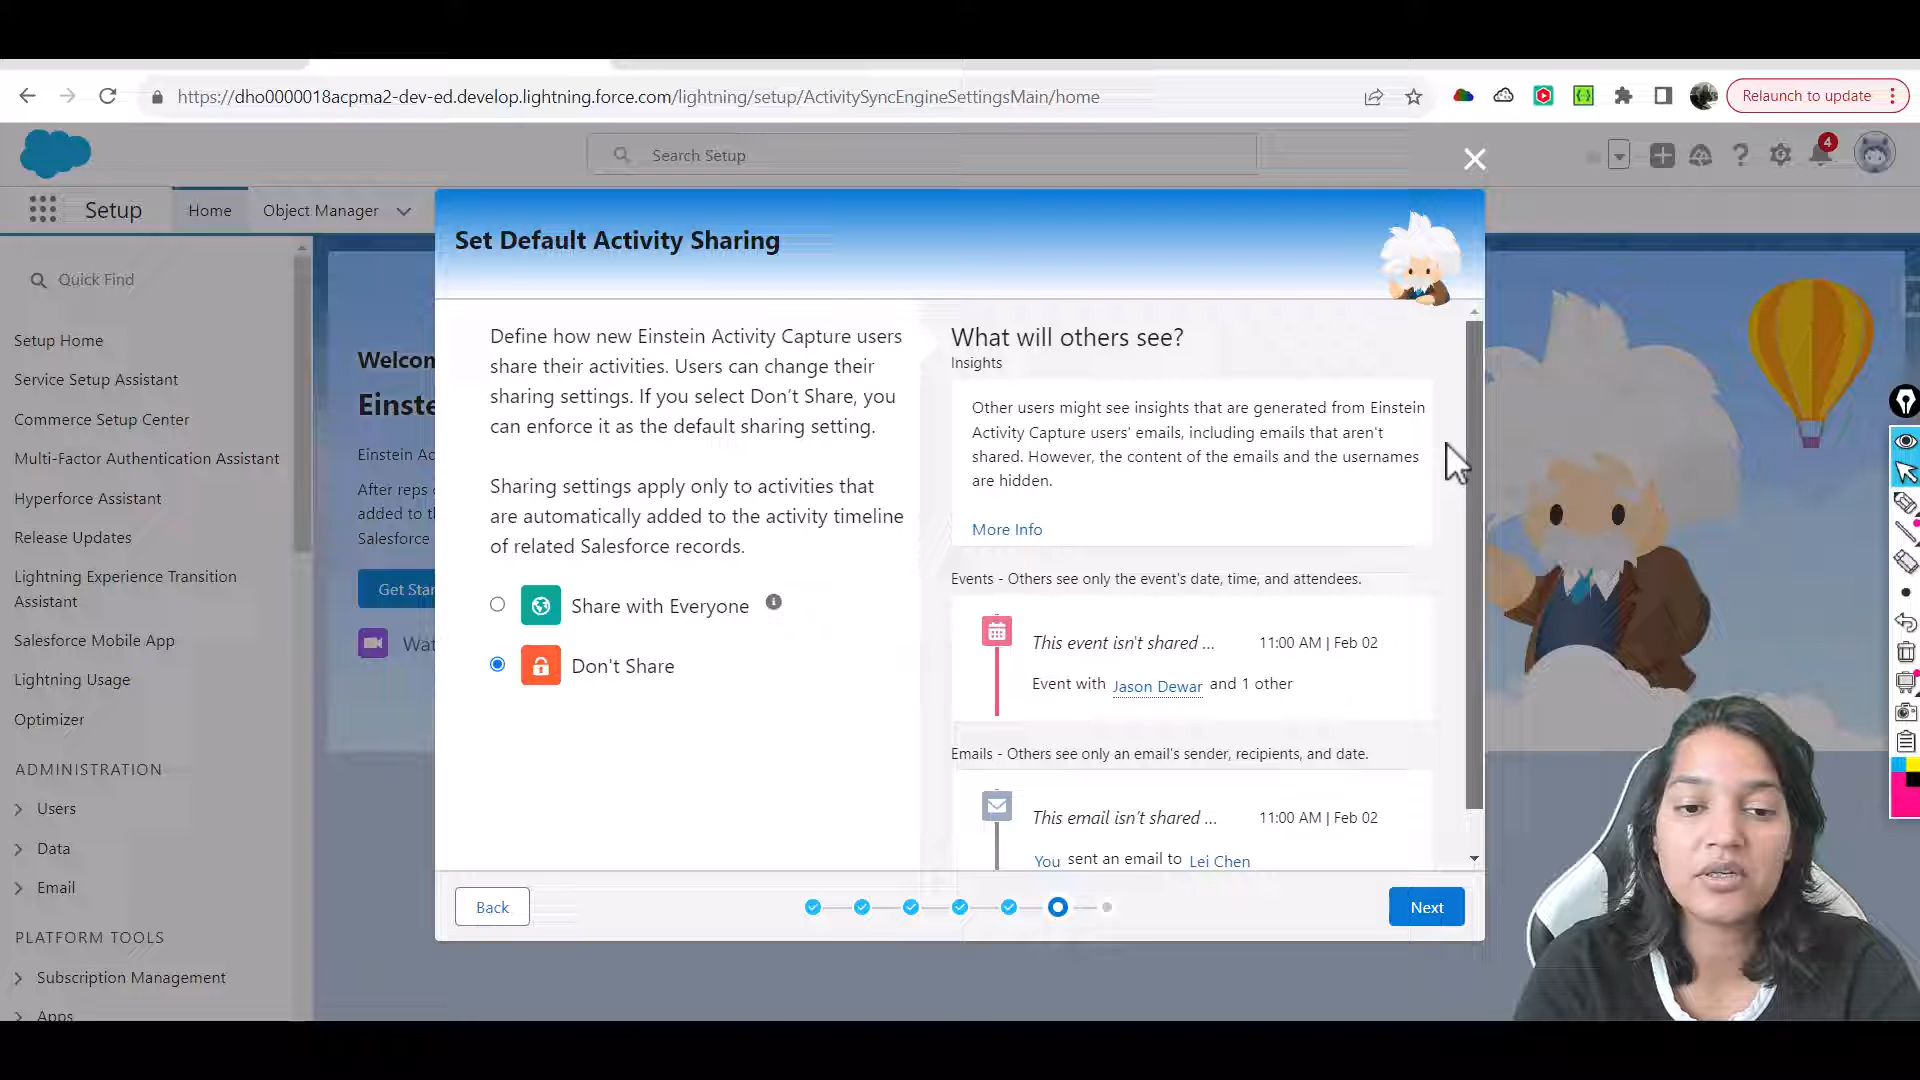 https://dho0000018acpma2-dev-ed.develop.lightning.force.com/lightning/setup/ActivitySyncEngineSettingsMain/home
Relaunch to update
Search Setup
4
Setup
Home
Object Manager
Quick Find
Setup Home
Service Setup Assistant
Commerce Setup Center
Multi-Factor Authentication Assistant
Hyperforce Assistant
Release Updates
Lightning Experience Transition
Assistant
Salesforce Mobile App
Lightning Usage
Optimizer
ADMINISTRATION
Users
Data
Email
PLATFORM TOOLS
Subscription Management
Apps
Welcom
Einste
Einstein Ac
After reps
added to t
Salesforce
Get Star
Wat
Set Default Activity Sharing
Define how new Einstein Activity Capture users
share their activities. Users can change their
sharing settings. If you select Don't Share, you
can enforce it as the default sharing setting.
Sharing settings apply only to activities that
are automatically added to the activity timeline
of related Salesforce records.
Share with Everyone
Don't Share
What will others see?
Insights
Other users might see insights that are generated from Einstein
Activity Capture users' emails, including emails that aren't
shared. However, the content of the emails and the usernames
are hidden.
More Info
Events - Others see only the event's date, time, and attendees.
This event isn't shared ... 11:00 AM | Feb 02
Event with Jason Dewar and 1 other
Emails - Others see only an email's sender, recipients, and date.
This email isn't shared ... 11:00 AM | Feb 02
You sent an email to Lei Chen
Back
Next